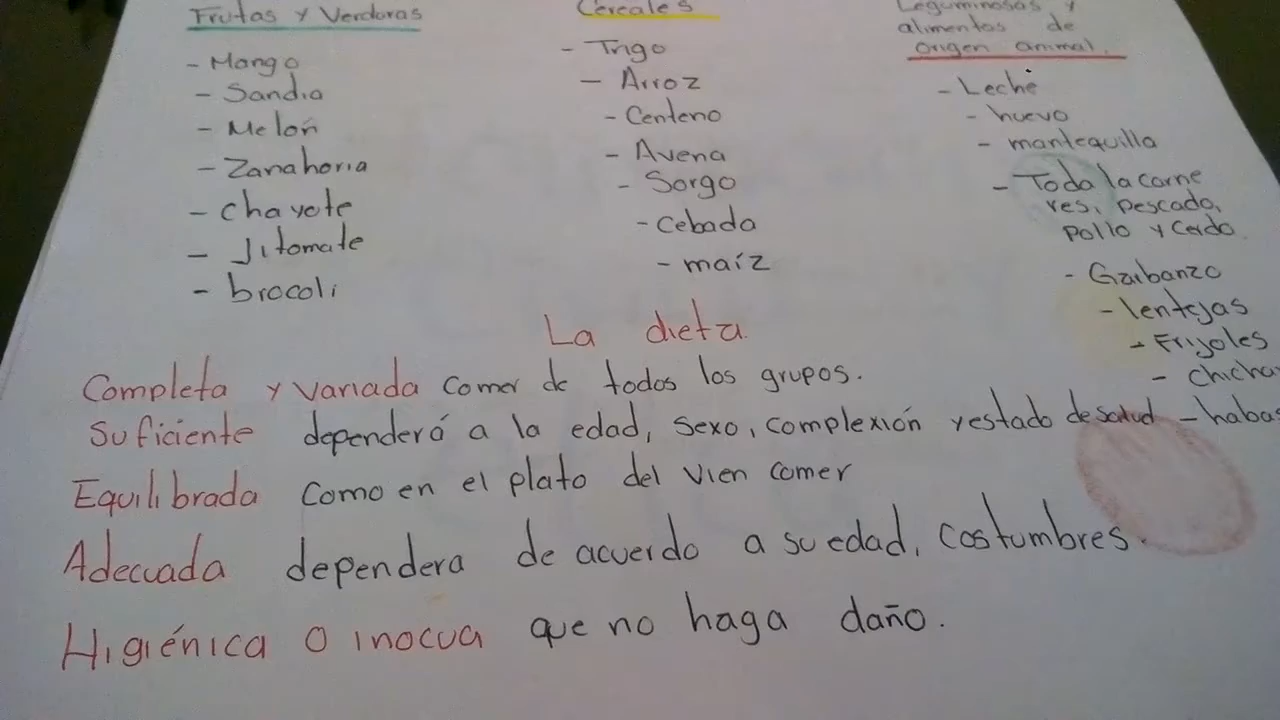 Frutas y Verduras
- Mango
- Sandia
- Melón
- Zanahoria
- Chayote
- Jitomate
- brocoli
Cereales
- Trigo
- Arroz
- Centeno
- Avena
- Sorgo
- Cebada
- maíz
Leguminosas y
alimentos de
origen animal.
- Leche
- huevo
- mantequilla
- Toda la carne
res, pescado,
pollo y Cerdo.
- Garbanzo
- lentejas
- Frijoles
- chicha
- habas
La dieta
Completa y variada Comer de todos los grupos.
Suficiente dependeró a la edad, sexo, complexión y estado de salud
Equilibrada Como en el plato del vien comer
Adecuada dependera de acuerdo a su edad, costumbres.
Higiénica o inocua que no haga daño.